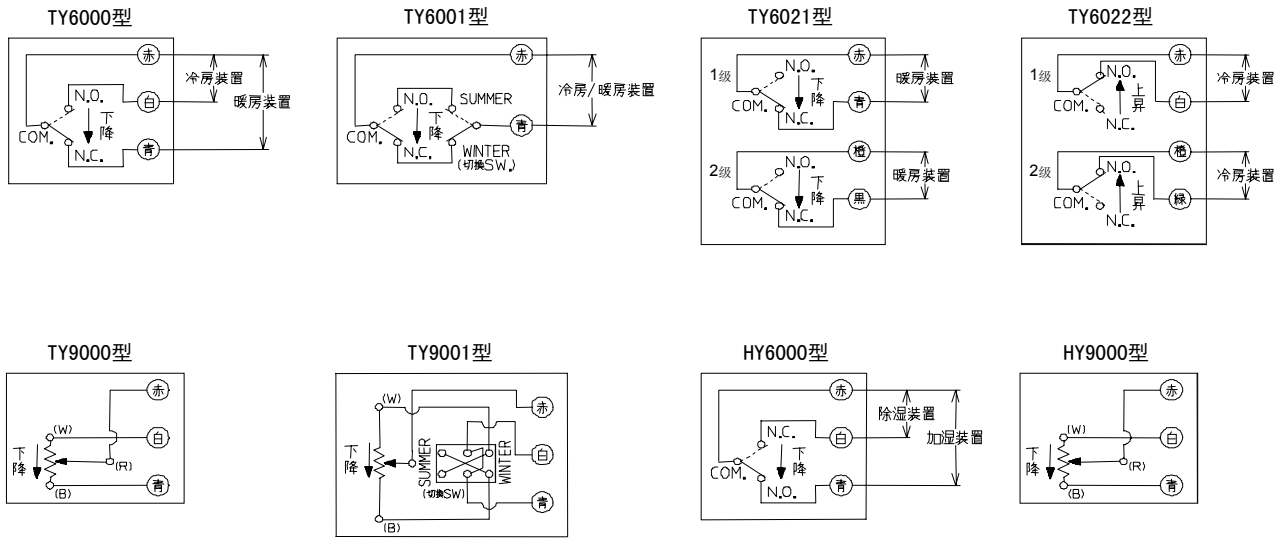 TY6000型
赤
冷房装置
暖房装置
N.O.
白
下降
COM.
N.C.
青
TY6001型
赤
冷房/暖房装置
N.O.
SUMMER
下降
COM.
青
N.C.
WINTER
(切換SW.)
TY6021型
赤
1级
N.O.
下降
暖房装置
COM.
青
N.C.
橙
2级
N.O.
下降
暖房装置
COM.
黒
N.C.
TY6022型
赤
1级
N.O.
上昇
冷房装置
COM.
白
N.C.
橙
2级
N.O.
上昇
冷房装置
COM.
緑
N.C.
TY9000型
赤
(W)
白
下降
(R)
(B)
青
TY9001型
(W)
赤
下降
SUMMER
WINTER
白
(切換SW)
青
(B)
HY6000型
赤
除湿装置
加湿装置
N.C.
白
COM.
N.O.
青
HY9000型
赤
(W)
白
下降
(R)
(B)
青